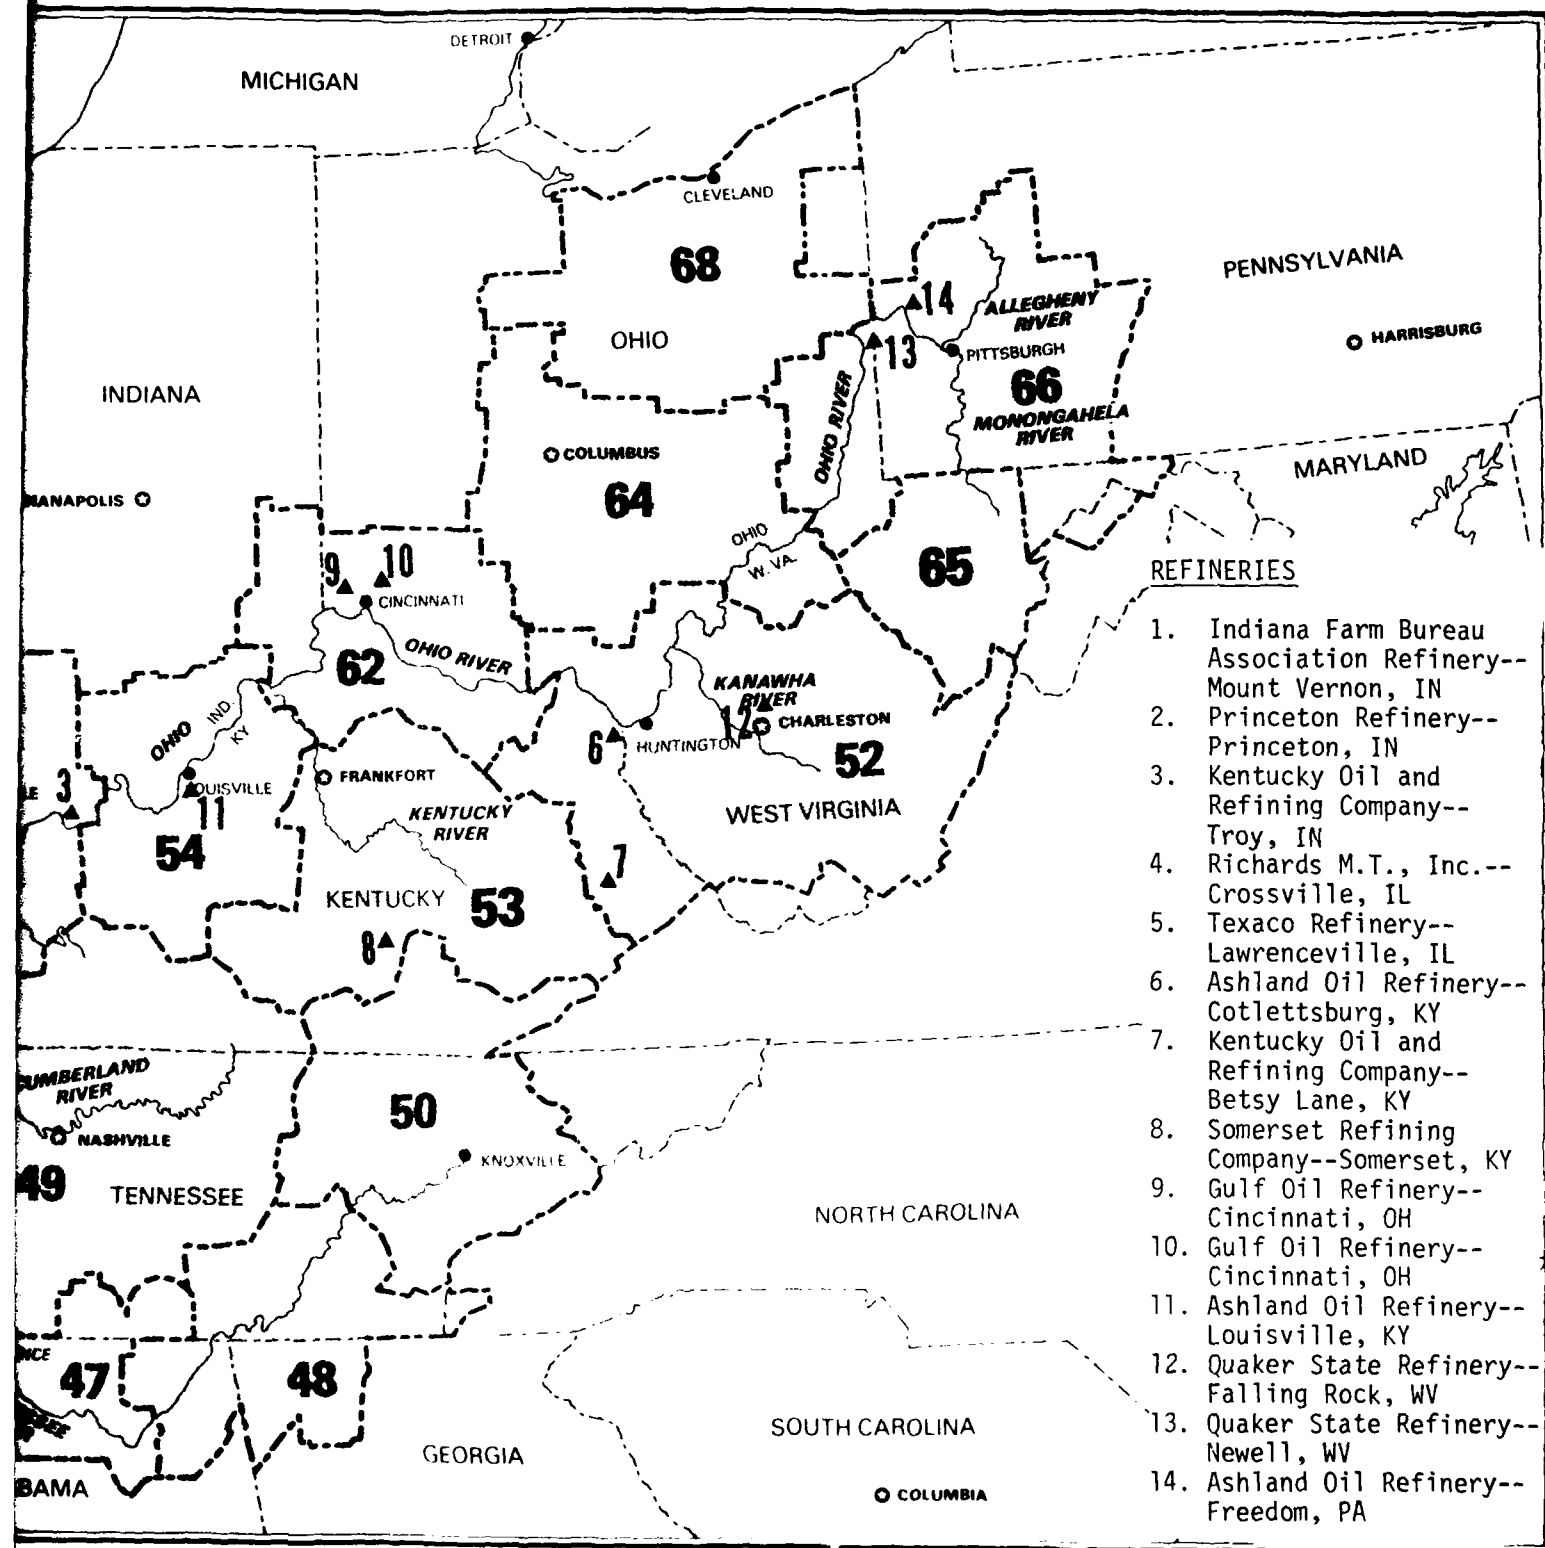 DETROIT
MICHIGAN
CLEVELAND
68
PENNSYLVANIA
14
ALLEGHENY
RIVER
OHIO
HARRISBURG
13
PITTSBURGH
INDIANA
66
OHIO RIVER
MONONGAHELA
RIVER
COLUMBUS
MARYLAND
64
IANAPOLIS
OHIO
W. VA.
65
9
10
CINCINNATI
OHIO RIVER
62
KANAWHA
RIVER
12
CHARLESTON
OHIO
IND.
KY
6
HUNTINGTON
52
FRANKFORT
LE
3
OUISVILLE
11
KENTUCKY
RIVER
WEST VIRGINIA
54
7
KENTUCKY
53
8
CUMBERLAND
RIVER
50
NASHVILLE
KNOXVILLE
49
TENNESSEE
NORTH CAROLINA
NCE
47
48
SOUTH CAROLINA
GEORGIA
BAMA
COLUMBIA
REFINERIES
1. Indiana Farm Bureau
Association Refinery--
Mount Vernon, IN
2. Princeton Refinery--
Princeton, IN
3. Kentucky Oil and
Refining Company--
Troy, IN
4. Richards M.T., Inc.--
Crossville, IL
5. Texaco Refinery--
Lawrenceville, IL
6. Ashland Oil Refinery--
Cotlettsburg, KY
7. Kentucky Oil and
Refining Company--
Betsy Lane, KY
8. Somerset Refining
Company--Somerset, KY
9. Gulf Oil Refinery--
Cincinnati, OH
10. Gulf Oil Refinery--
Cincinnati, OH
11. Ashland Oil Refinery--
Louisville, KY
12. Quaker State Refinery--
Falling Rock, WV
13. Quaker State Refinery--
Newell, WV
14. Ashland Oil Refinery--
Freedom, PA